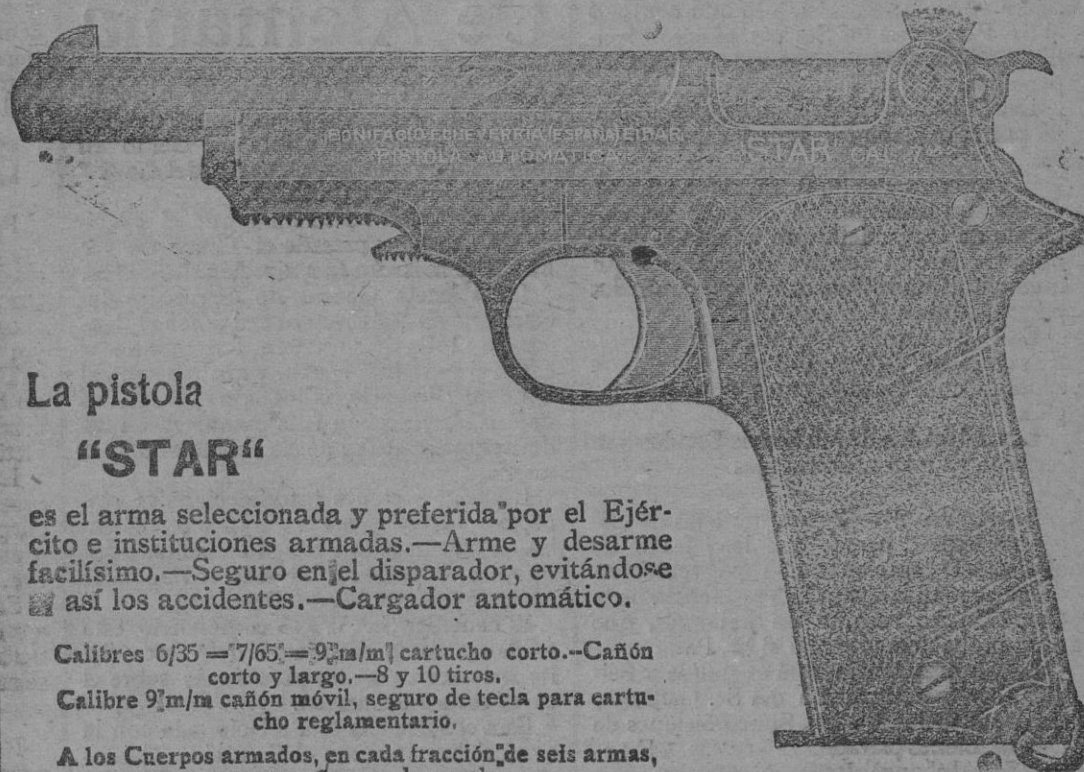 BONIFACIO ECHEVERRIA (ESPAÑA) EIBAR
PISTOLA AUTOMATICA "STAR" CAL
La pistola
“STAR“
es el arma seleccionada y preferida por el Ejér-
cito e instituciones armadas.—Arme y desarme
facilísimo.—Seguro en el disparador, evitándose
así los accidentes.—Cargador antomático.
Calibres 6/35 = 7/65 = 9 m/m cartucho corto.--Cañón
corto y largo.—8 y 10 tiros.
Calibre 9 m/m cañón móvil, seguro de tecla para cartu-
cho reglamentario.
A los Cuerpos armados, en cada fracción de seis armas,